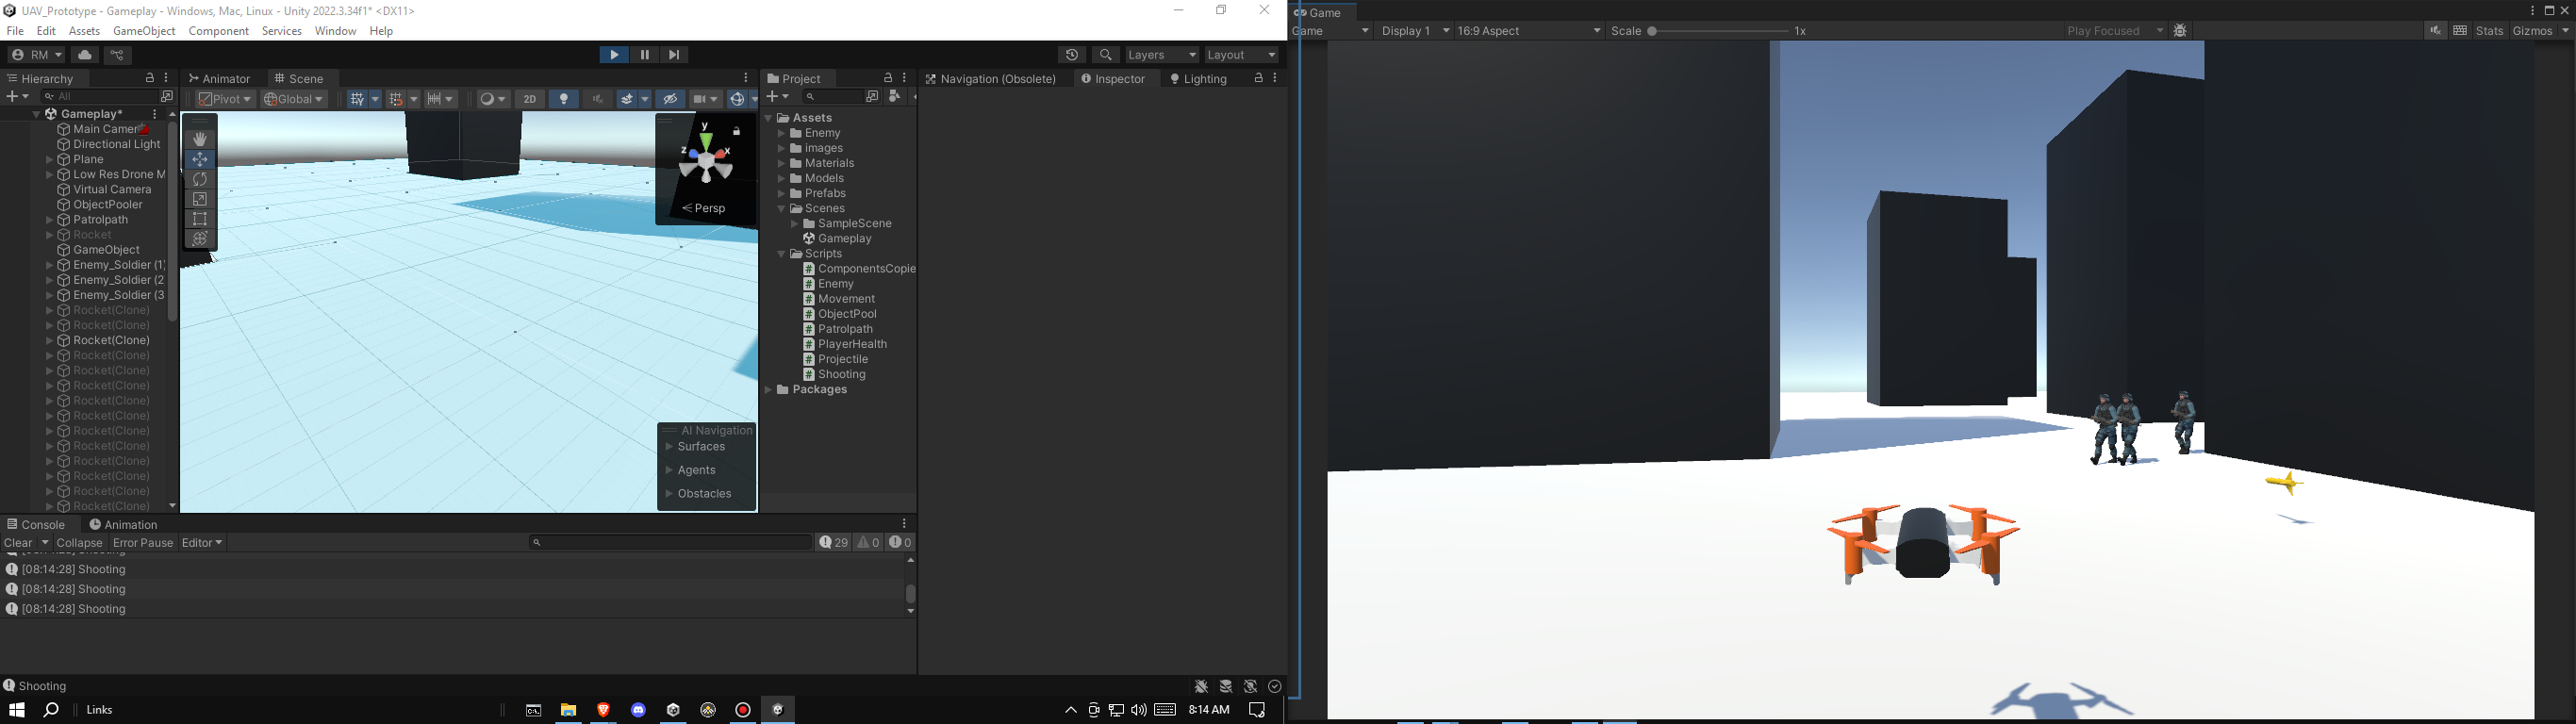 UAV_Prototype - Gameplay - Windows, Mac, Linux - Unity 2022.3.34f1* <DX11>
File Edit Assets GameObject Component Services Window Help
RM Layers Layout
Hierarchy
All
Gameplay*
Main Camer
Directional Light
Plane
Low Res Drone M
Virtual Camera
ObjectPooler
Patrolpath
Rocket
GameObject
Enemy_Soldier (1)
Enemy_Soldier (2
Enemy_Soldier (3
Rocket(Clone)
Rocket(Clone)
Rocket(Clone)
Rocket(Clone)
Rocket(Clone)
Rocket(Clone)
Rocket(Clone)
Rocket(Clone)
Rocket(Clone)
Rocket(Clone)
Rocket(Clone)
Rocket(Clone)
Rocket(Clone)
Rocket(Clone)
Animator Scene
Pivot Global 2D
y
z x
Persp
AI Navigation
Surfaces
Agents
Obstacles
Project
Assets
Enemy
images
Materials
Models
Prefabs
Scenes
SampleScene
Gameplay
Scripts
ComponentsCopie
Enemy
Movement
ObjectPool
Patrolpath
PlayerHealth
Projectile
Shooting
Packages
Navigation (Obsolete) Inspector Lighting
Console Animation
Clear Collapse Error Pause Editor 29 0 0
[08:14:28] Shooting
[08:14:28] Shooting
[08:14:28] Shooting
[08:14:28] Shooting
Shooting
Links 8:14 AM
Game
Game Display 1 16:9 Aspect Scale 1x Play Focused Stats Gizmos